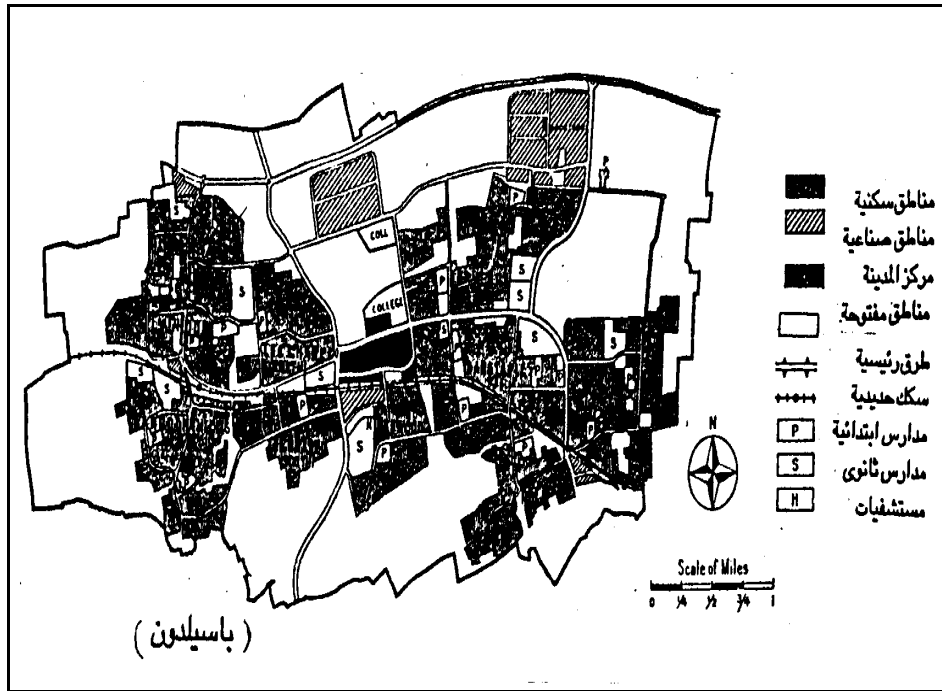 COLL
COLLEGE
P
S
H
مناطق سكنية
مناطق صناعية
مركز المدينة
مناطق مفتوحة
طرق رئيسية
سكك حديدية
P مدارس ابتدائية
S مدارس ثانوى
H مستشفيات
N
Scale of Miles
0 1/4 1/2 3/4 1
(باسيلدون)